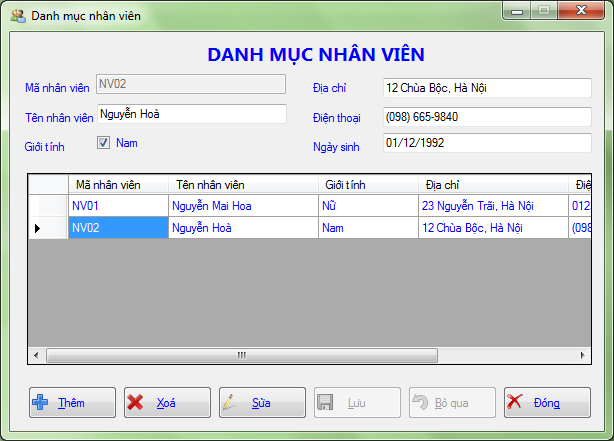 Danh mục nhân viên
DANH MỤC NHÂN VIÊN
Mã nhân viên NV02 Địa chỉ 12 Chùa Bộc, Hà Nội
Tên nhân viên Nguyễn Hoà Điện thoại (098) 665-9840
Giới tính Nam Ngày sinh 01/12/1992
Mã nhân viên Tên nhân viên Giới tính Địa chỉ Điệ
NV01 Nguyễn Mai Hoa Nữ 23 Nguyễn Trãi, Hà Nội 012
NV02 Nguyễn Hoà Nam 12 Chùa Bộc, Hà Nội (098
Thêm Xoá Sửa Lưu Bỏ qua Đóng